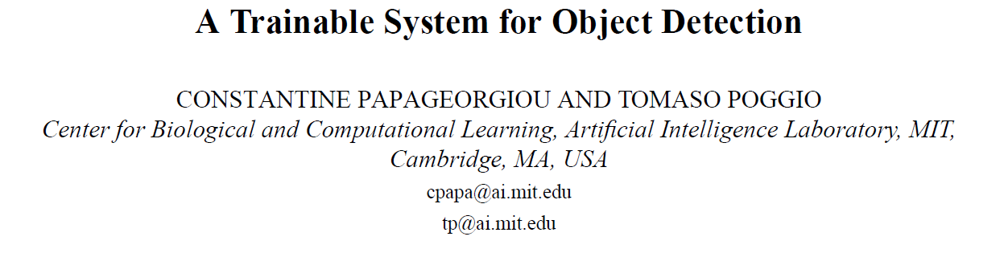 A Trainable System for Object Detection
CONSTANTINE PAPAGEORGIOU AND TOMASO POGGIO
Center for Biological and Computational Learning, Artificial Intelligence Laboratory, MIT,
Cambridge, MA, USA
cpapa@ai.mit.edu
tp@ai.mit.edu